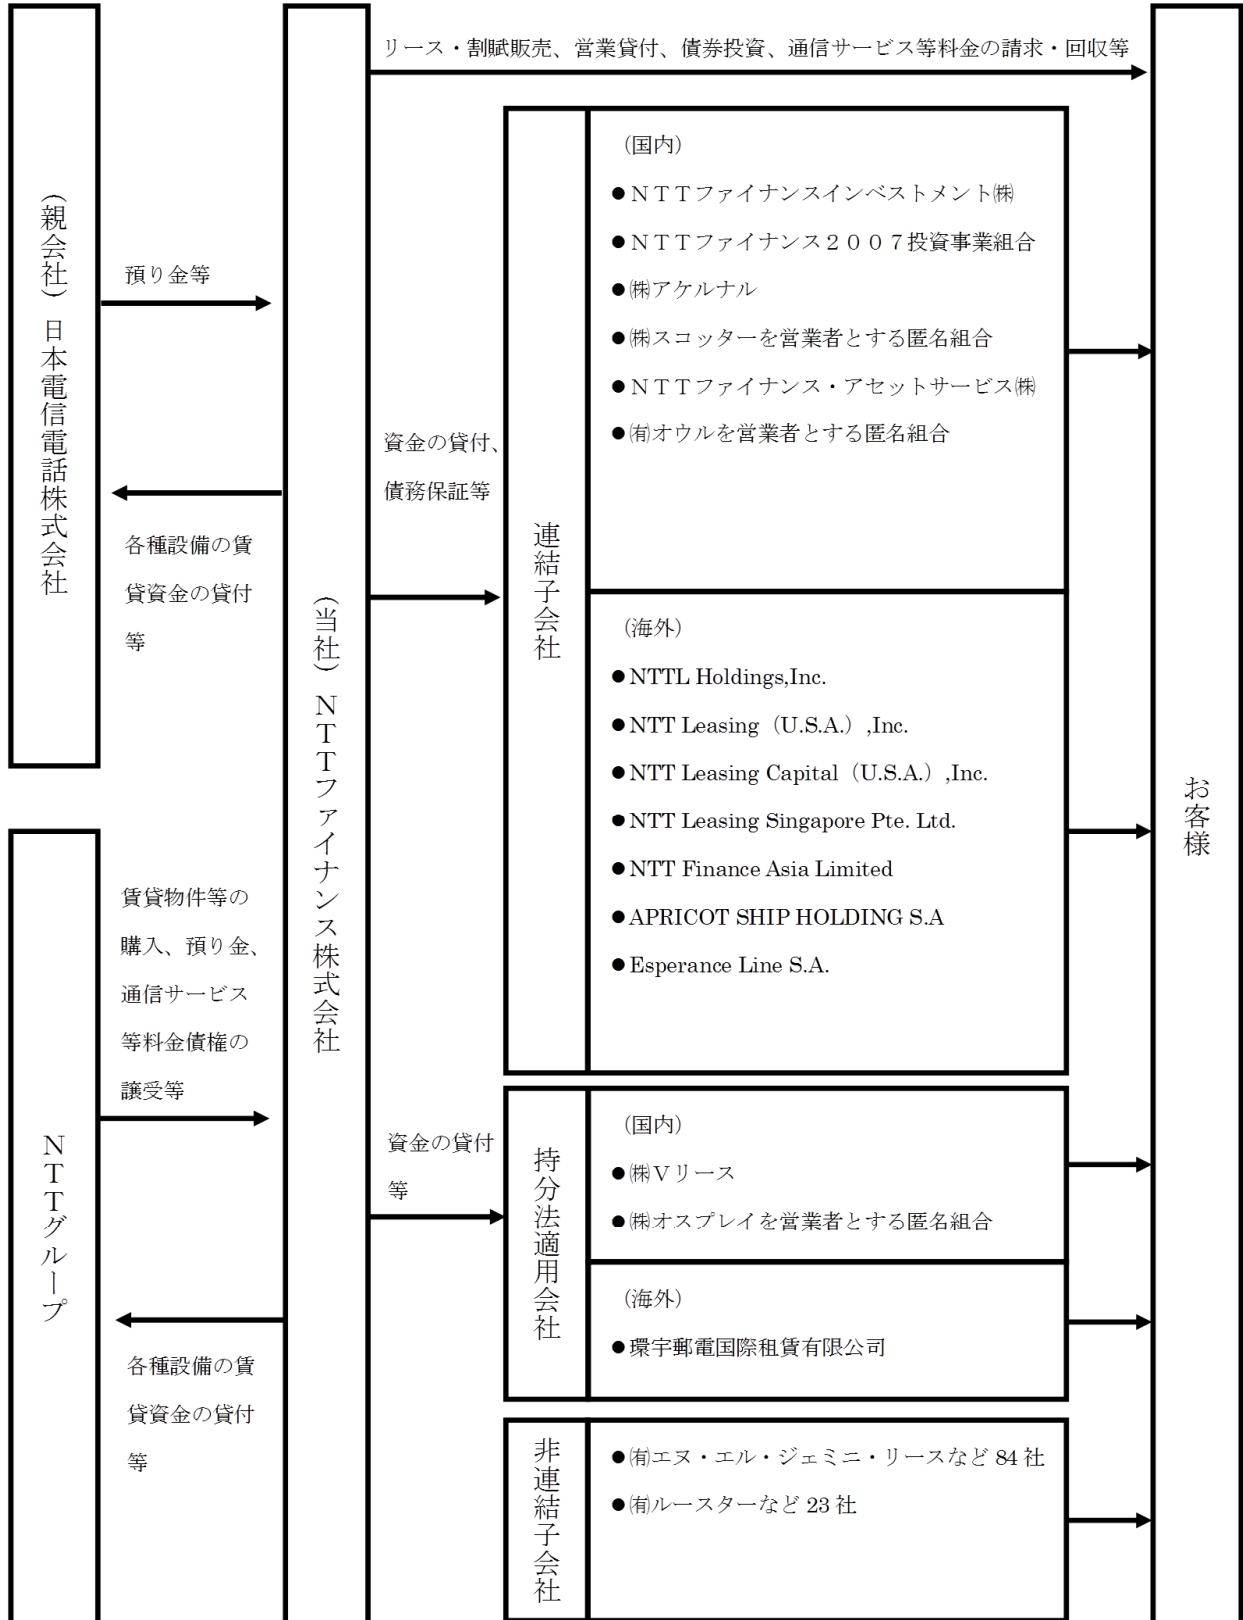 リース・割賦販売、営業貸付、債券投資、通信サービス等料金の請求・回収等
(親会社)日本電信電話株式会社
預り金等
各種設備の賃
貸資金の貸付
等
NTTグループ
賃貸物件等の
購入、預り金、
通信サービス
等料金債権の
譲受等
各種設備の賃
貸資金の貸付
等
(当社)NTTファイナンス株式会社
資金の貸付、
債務保証等
資金の貸付
等
連結子会社
(国内)
●NTTファイナンスインベストメント㈱
●NTTファイナンス2007投資事業組合
●㈱アケルナル
●㈱スコッターを営業者とする匿名組合
●NTTファイナンス・アセットサービス㈱
●㈲オウルを営業者とする匿名組合
(海外)
●NTTL Holdings,Inc.
●NTT Leasing(U.S.A.),Inc.
●NTT Leasing Capital(U.S.A.),Inc.
●NTT Leasing Singapore Pte. Ltd.
●NTT Finance Asia Limited
●APRICOT SHIP HOLDING S.A
●Esperance Line S.A.
持分法適用会社
(国内)
●㈱Vリース
●㈱オスプレイを営業者とする匿名組合
(海外)
●環宇郵電国際租賃有限公司
非連結子会社
●㈲エヌ・エル・ジェミニ・リースなど 84 社
●㈲ルースターなど 23 社
お客様